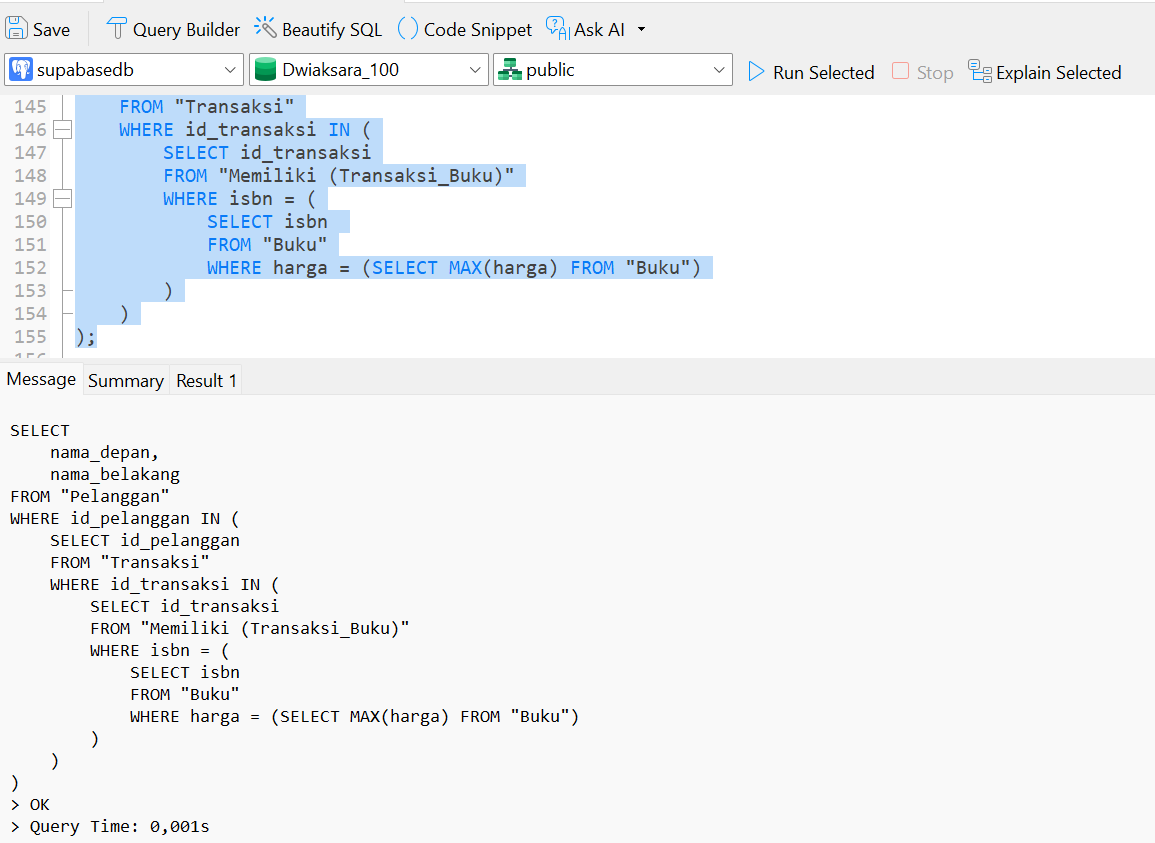 Save Query Builder Beautify SQL () Code Snippet Ask AI
supabasedb Dwiaksara_100 public Run Selected Stop Explain Selected
145 FROM "Transaksi"
146 WHERE id_transaksi IN (
147 SELECT id_transaksi
148 FROM "Memiliki (Transaksi_Buku)"
149 WHERE isbn = (
150 SELECT isbn
151 FROM "Buku"
152 WHERE harga = (SELECT MAX(harga) FROM "Buku")
153 )
154 )
155 );
Message Summary Result 1
SELECT
nama_depan,
nama_belakang
FROM "Pelanggan"
WHERE id_pelanggan IN (
SELECT id_pelanggan
FROM "Transaksi"
WHERE id_transaksi IN (
SELECT id_transaksi
FROM "Memiliki (Transaksi_Buku)"
WHERE isbn = (
SELECT isbn
FROM "Buku"
WHERE harga = (SELECT MAX(harga) FROM "Buku")
)
)
)
> OK
> Query Time: 0,001s